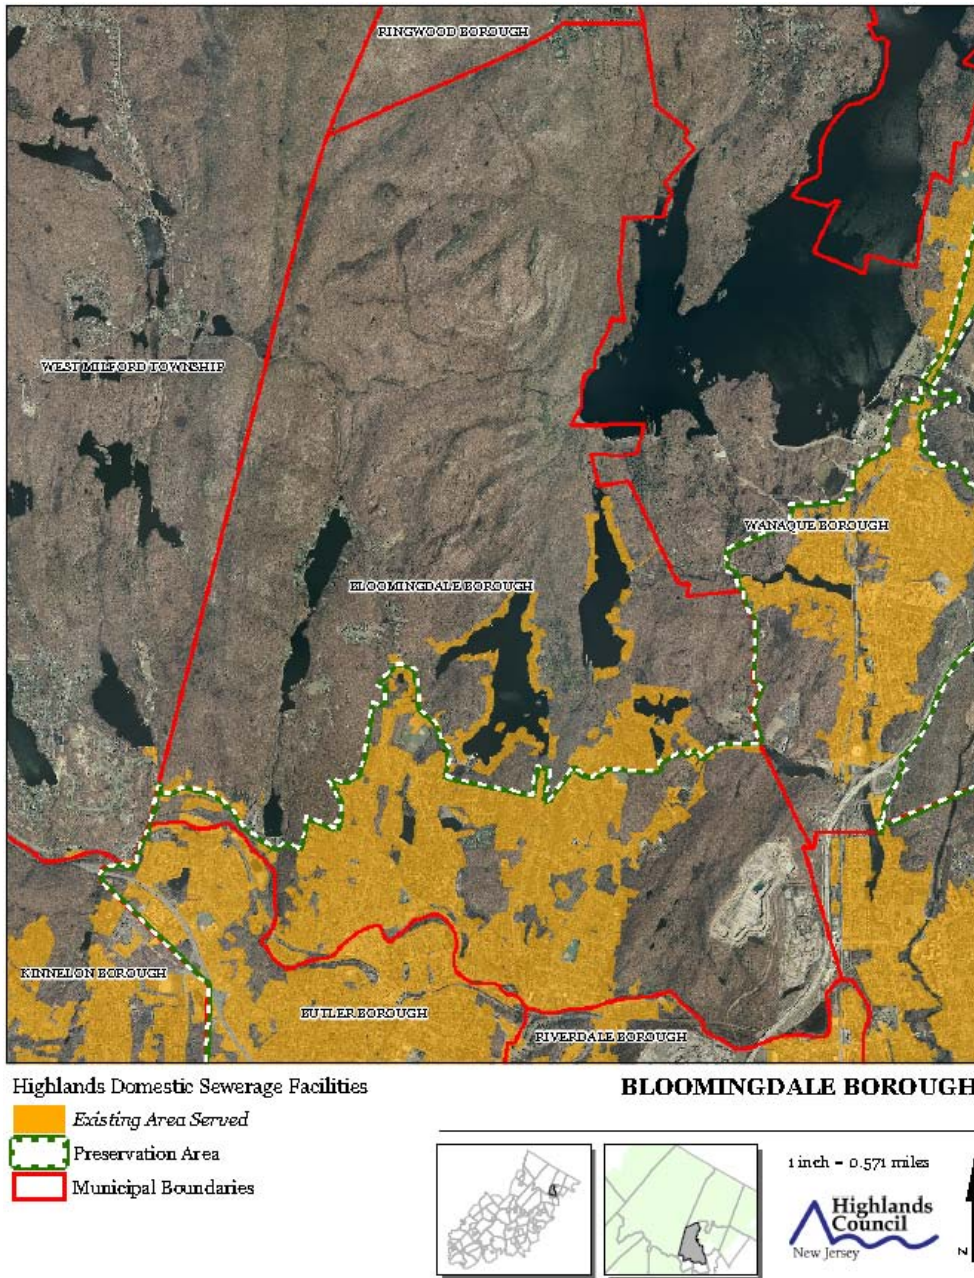 RINGWOOD BOROUGH
WEST MILFORD TOWNSHIP
WANAQUE BOROUGH
BLOOMINGDALE BOROUGH
KINNELON BOROUGH
BUTLER BOROUGH
RIVERDALE BOROUGH
Highlands Domestic Sewerage Facilities
Existing Area Served
Preservation Area
Municipal Boundaries
BLOOMINGDALE BOROUGH
1 inch = 0.571 miles
Highlands
Council
New Jersey
N